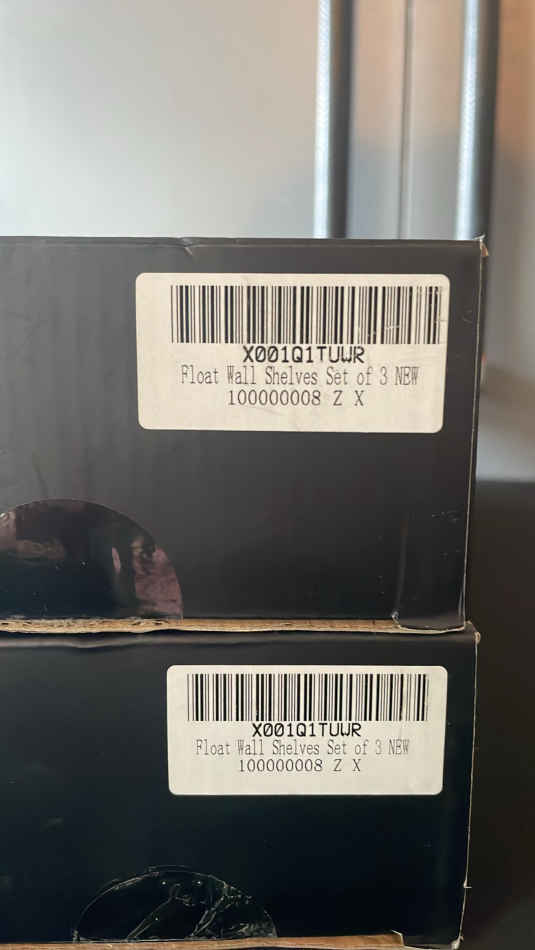 X001Q1TUWR
Float Wall Shelves Set of 3 NEW
100000008 Z X
X001Q1TUWR
Float Wall Shelves Set of 3 NEW
100000008 Z X